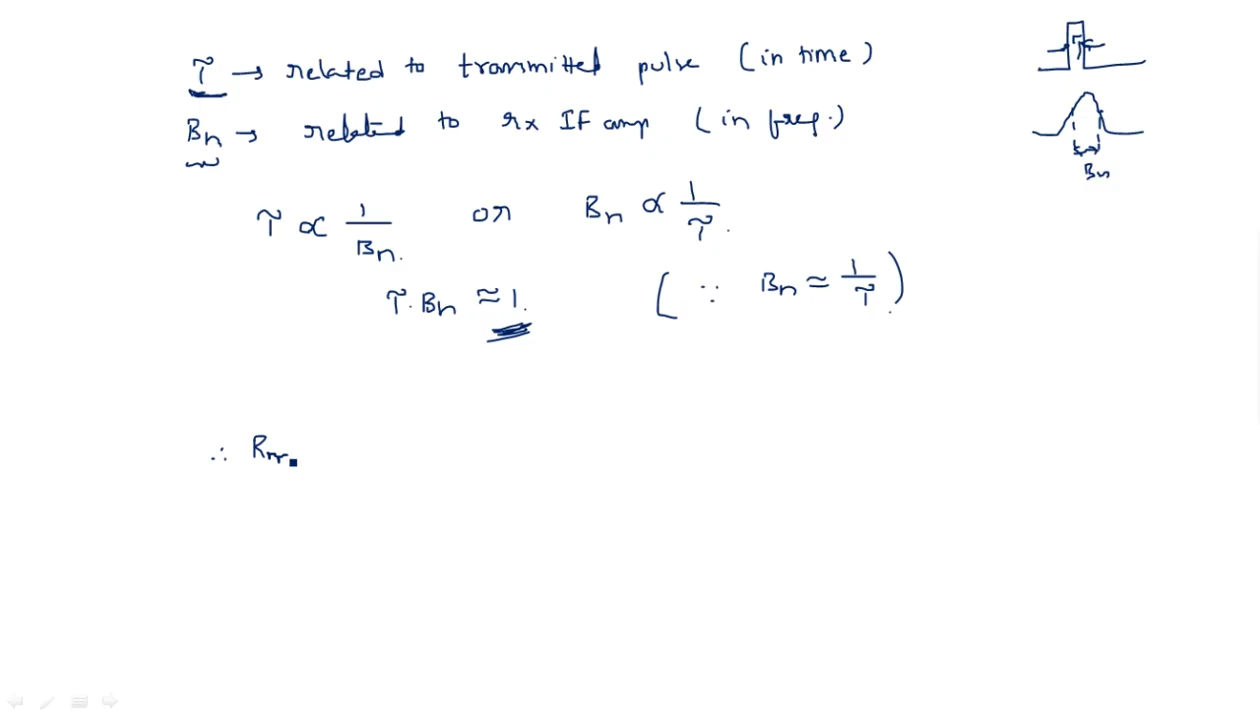 τ → related to transmitted pulse (in time)
τ
Bn → related to rx IF amp (in freq.)
Bn
τ ∝ 1/Bn. or Bn ∝ 1/τ.
τ. Bn ≈ 1. [∵ Bn ≃ 1/τ.)
∴ Rm